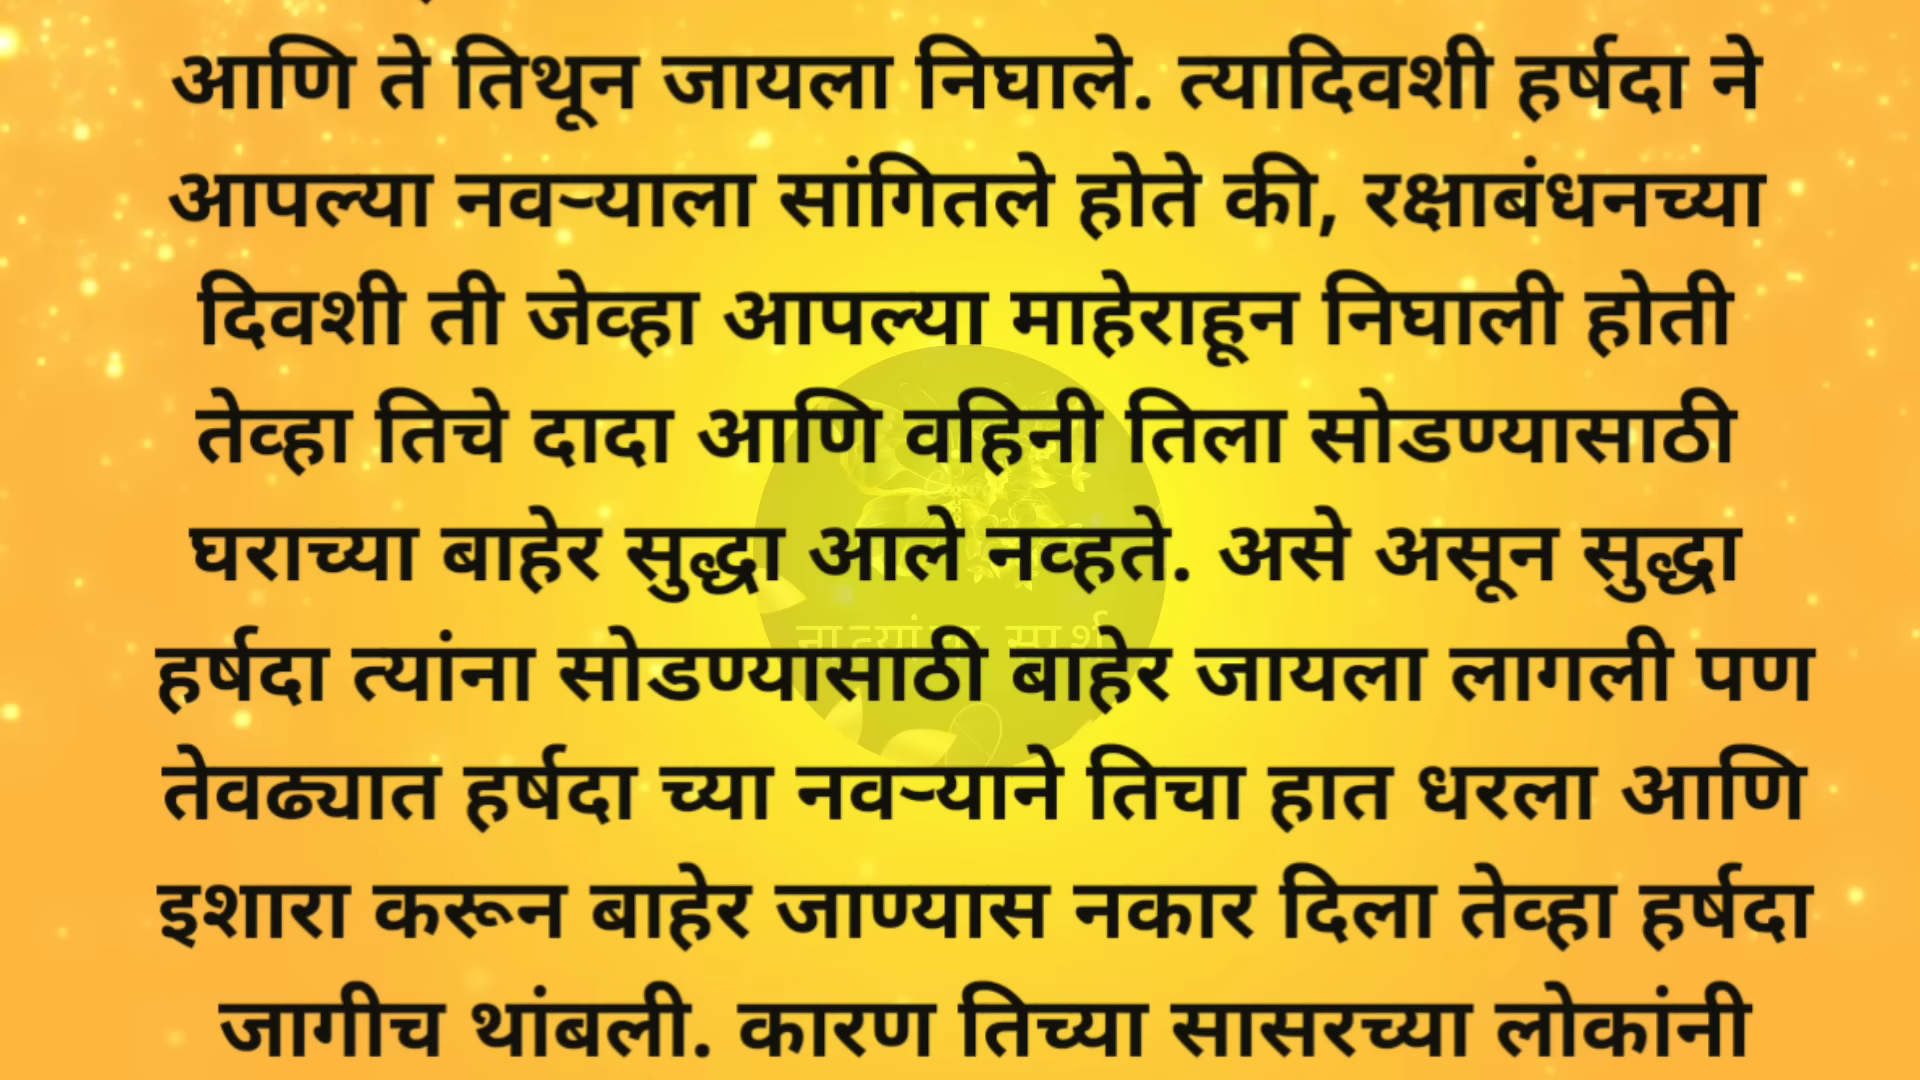 आणि ते तिथून जायला निघाले. त्यादिवशी हर्षदा ने
आपल्या नवऱ्याला सांगितले होते की, रक्षाबंधनच्या
दिवशी ती जेव्हा आपल्या माहेराहून निघाली होती
तेव्हा तिचे दादा आणि वहिनी तिला सोडण्यासाठी
घराच्या बाहेर सुद्धा आले नव्हते. असे असून सुद्धा
हर्षदा त्यांना सोडण्यासाठी बाहेर जायला लागली पण
तेवढ्यात हर्षदा च्या नवऱ्याने तिचा हात धरला आणि
इशारा करून बाहेर जाण्यास नकार दिला तेव्हा हर्षदा
जागीच थांबली. कारण तिच्या सासरच्या लोकांनी